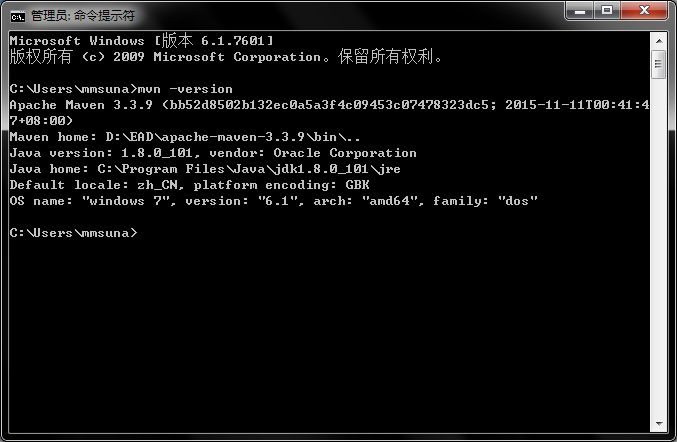 管理员: 命令提示符
Microsoft Windows [版本 6.1.7601]
版权所有 (c) 2009 Microsoft Corporation。保留所有权利。
C:\Users\mmsuna>mvn -version
Apache Maven 3.3.9 (bb52d8502b132ec0a5a3f4c09453c07478323dc5; 2015-11-11T00:41:4
7+08:00)
Maven home: D:\EAD\apache-maven-3.3.9\bin\..
Java version: 1.8.0_101, vendor: Oracle Corporation
Java home: C:\Program Files\Java\jdk1.8.0_101\jre
Default locale: zh_CN, platform encoding: GBK
OS name: "windows 7", version: "6.1", arch: "amd64", family: "dos"
C:\Users\mmsuna>